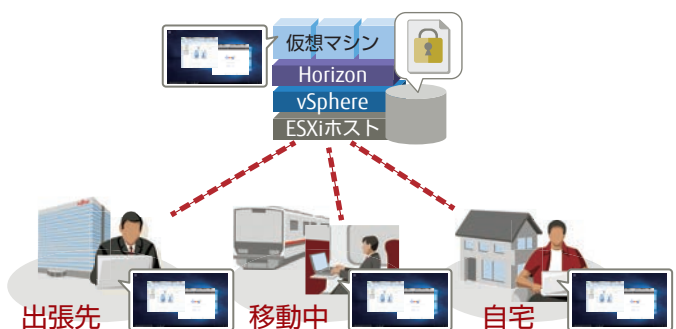 仮想マシン
Horizon
vSphere
ESXiホスト
出張先
移動中
自宅